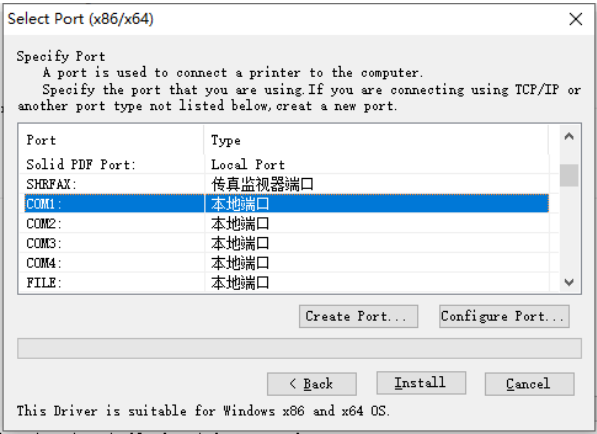 Select Port (x86/x64)
Specify Port
A port is used to connect a printer to the computer.
Specify the port that you are using.If you are connecting using TCP/IP or
another port type not listed below,creat a new port.
Port Type
Solid PDF Port: Local Port
SHRFAX: 传真监视器端口
COM1: 本地端口
COM2: 本地端口
COM3: 本地端口
COM4: 本地端口
FILE: 本地端口
Create Port... Configure Port...
< Back Install Cancel
This Driver is suitable for Windows x86 and x64 OS.